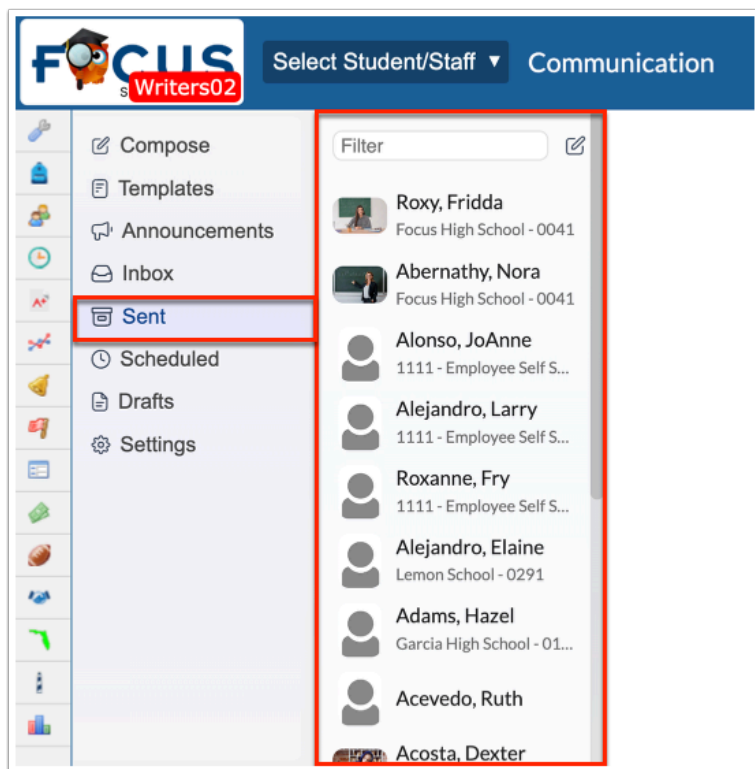 FOCUS
S
Writers02
Select Student/Staff ▼
Communication
Compose
Templates
Announcements
Inbox
Sent
Scheduled
Drafts
Settings
A+
Filter
Roxy, Fridda
Focus High School - 0041
Abernathy, Nora
Focus High School - 0041
Alonso, JoAnne
1111 - Employee Self S...
Alejandro, Larry
1111 - Employee Self S...
Roxanne, Fry
1111 - Employee Self S...
Alejandro, Elaine
Lemon School - 0291
Adams, Hazel
Garcia High School - 01...
Acevedo, Ruth
Acosta, Dexter